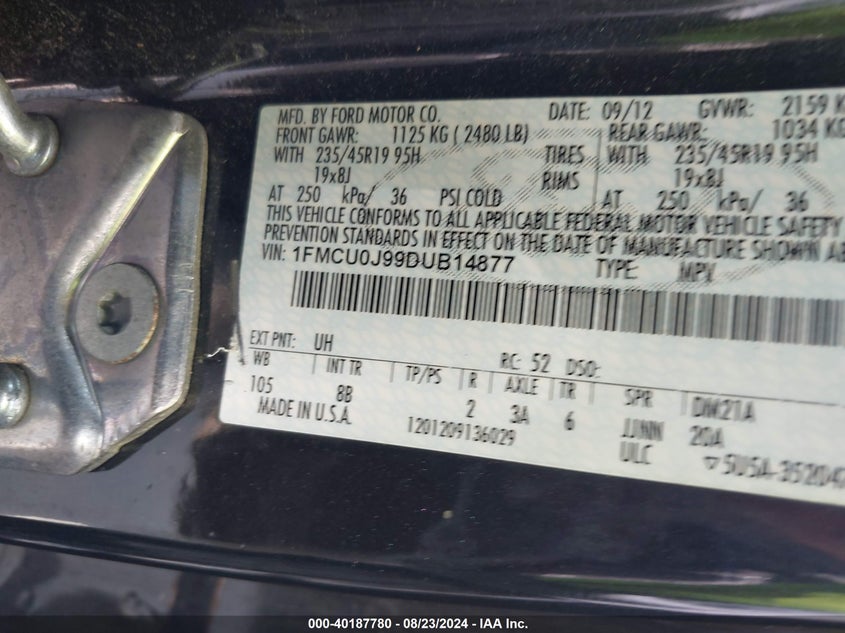 MFD. BY FORD MOTOR CO. DATE: 09/12 GVWR: 2159 K
FRONT GAWR: 1125 KG ( 2480 LB) REAR GAWR: 1034 KG
WITH 235/45R19 95H TIRES WITH 235/45R19 95H
19x8J RIMS 19x8J
AT 250 kPa/ 36 PSI COLD AT 250 kPa/ 36
THIS VEHICLE CONFORMS TO ALL APPLICABLE FEDERAL MOTOR VEHICLE SAFETY
PREVENTION STANDARDS IN EFFECT ON THE DATE OF MANUFACTURE SHOWN AB
VIN: 1FMCU0J99DUB14877 TYPE: MPV
EXT PNT: UH RC: 52 DSO:
WB INT TR TP/PS R AXLE TR SPR DM21A
105 8B 2 3A 6 JJNN 20A
MADE IN U.S.A. 1201209136029 ULC ▽5U5A-3520472
000-40187780 - 08/23/2024 - IAA Inc.